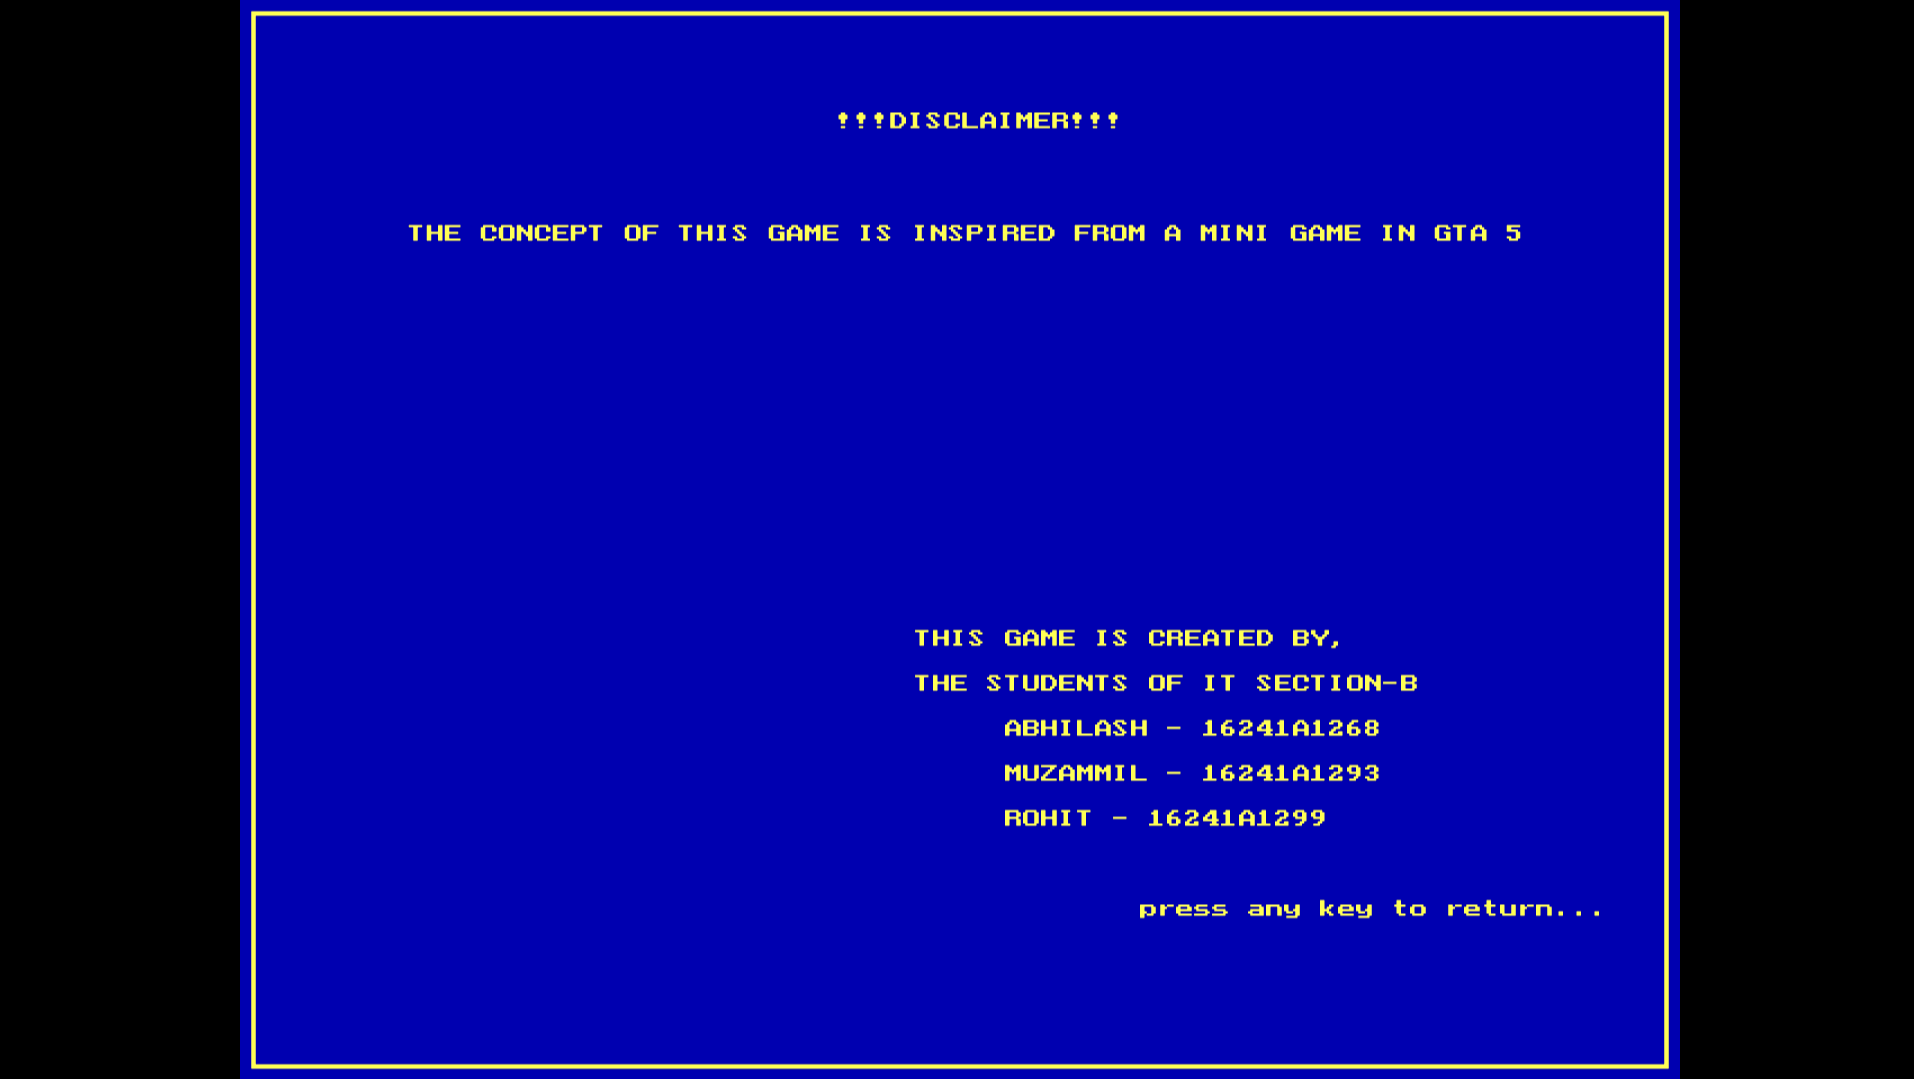 !!!DISCLAIMER!!!
THE CONCEPT OF THIS GAME IS INSPIRED FROM A MINI GAME IN GTA 5
THIS GAME IS CREATED BY,
THE STUDENTS OF IT SECTION-B
ABHILASH - 16241A1268
MUZAMMIL - 16241A1293
ROHIT - 16241A1299
press any key to return...